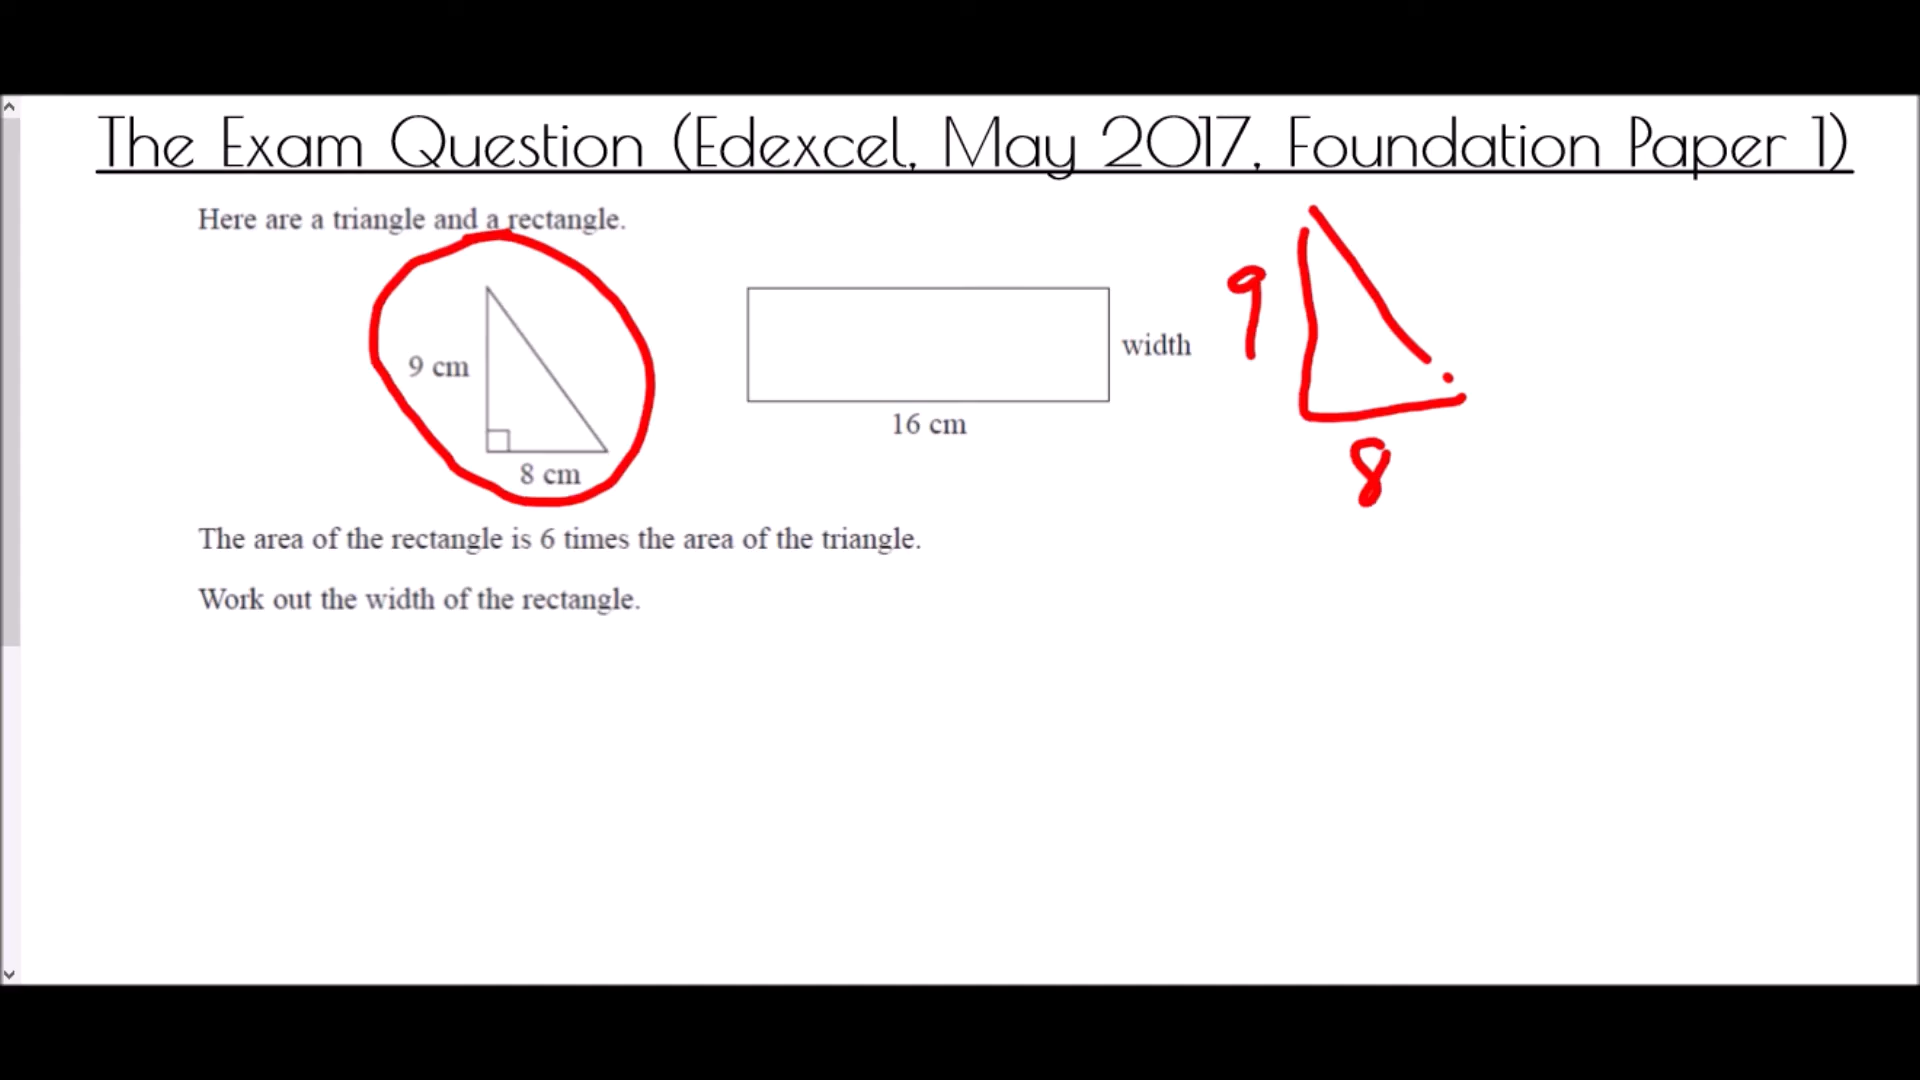 The Exam Question (Edexcel, May 2017, Foundation Paper 1)
Here are a triangle and a rectangle.
9 cm
8 cm
16 cm
width
9
8
The area of the rectangle is 6 times the area of the triangle.
Work out the width of the rectangle.